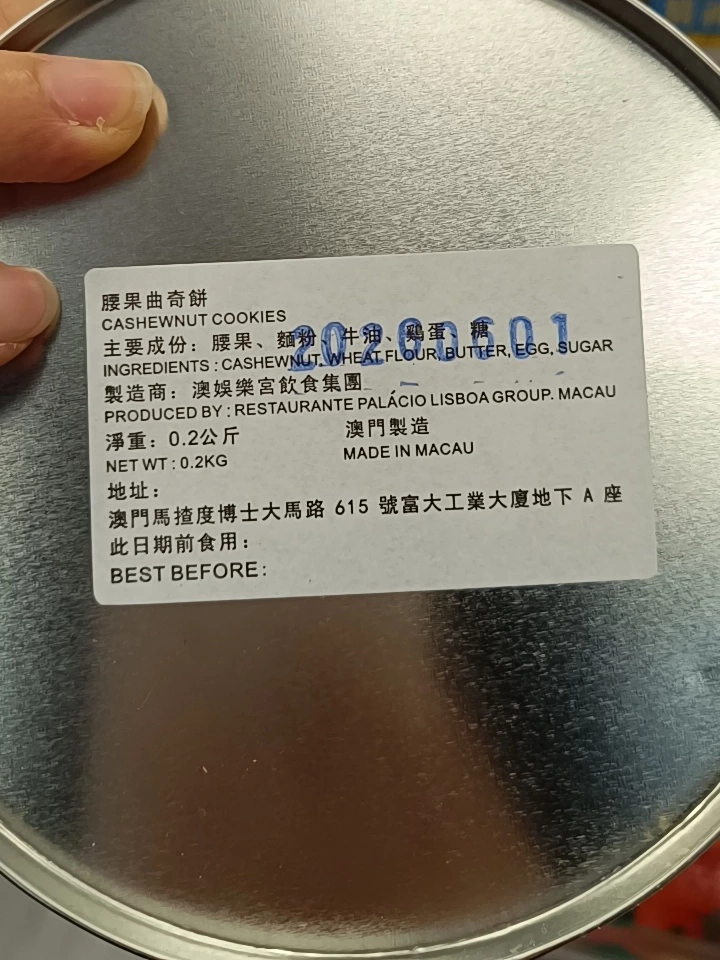 腰果曲奇餅
CASHEWNUT COOKIES
主要成份：腰果、麵粉、牛油、鷄蛋、糖
20260601
INGREDIENTS : CASHEWNUT, WHEAT FLOUR, BUTTER, EGG, SUGAR
製造商：澳娛樂宮飲食集團
PRODUCED BY : RESTAURANTE PALÁCIO LISBOA GROUP. MACAU
淨重：0.2公斤 澳門製造
NET WT : 0.2KG MADE IN MACAU
地址：
澳門馬揸度博士大馬路 615 號富大工業大廈地下 A 座
此日期前食用：
BEST BEFORE: